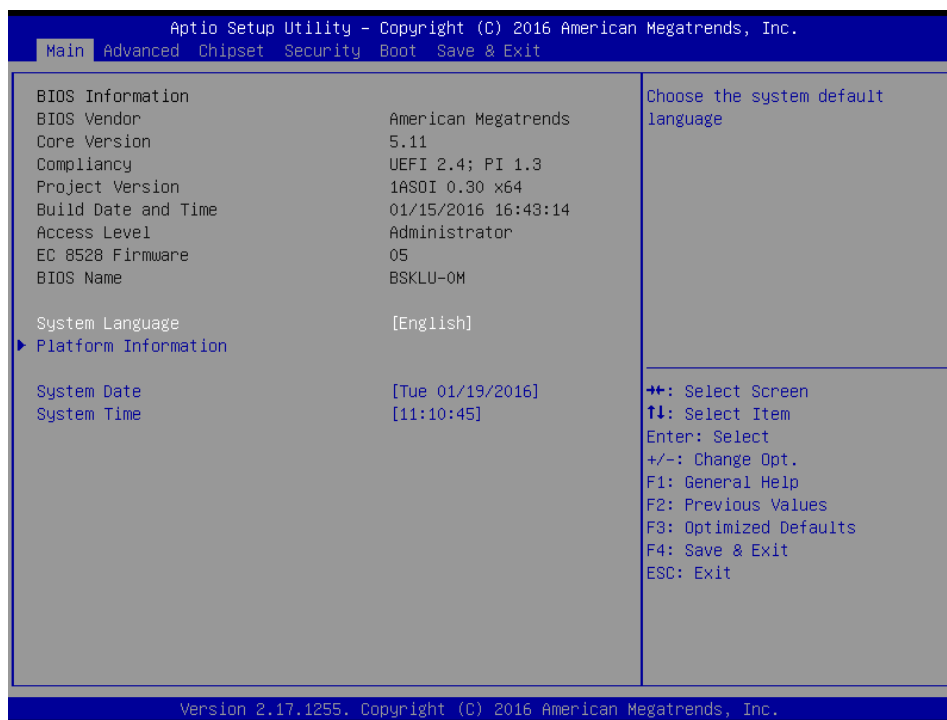 Aptio Setup Utility – Copyright (C) 2016 American Megatrends, Inc.
Main Advanced Chipset Security Boot Save & Exit
BIOS Information
BIOS Vendor American Megatrends
Core Version 5.11
Compliancy UEFI 2.4; PI 1.3
Project Version 1ASOI 0.30 x64
Build Date and Time 01/15/2016 16:43:14
Access Level Administrator
EC 8528 Firmware 05
BIOS Name BSKLU-0M
System Language [English]
Platform Information
System Date [Tue 01/19/2016]
System Time [11:10:45]
Choose the system default
language
→←: Select Screen
↑↓: Select Item
Enter: Select
+/-: Change Opt.
F1: General Help
F2: Previous Values
F3: Optimized Defaults
F4: Save & Exit
ESC: Exit
Version 2.17.1255. Copyright (C) 2016 American Megatrends, Inc.